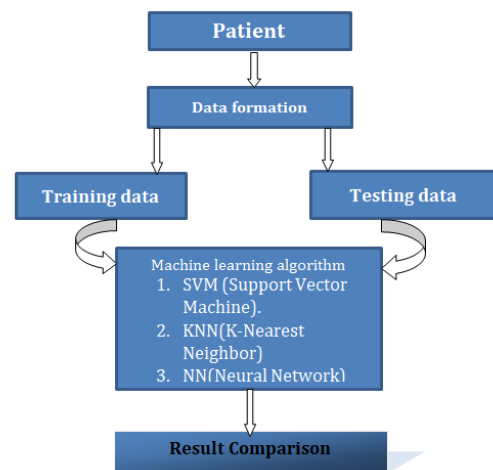 Patient
Data formation
Training data
Testing data
Machine learning algorithm
1. SVM (Support Vector
Machine).
2. KNN(K-Nearest
Neighbor)
3. NN(Neural Network)
Result Comparison